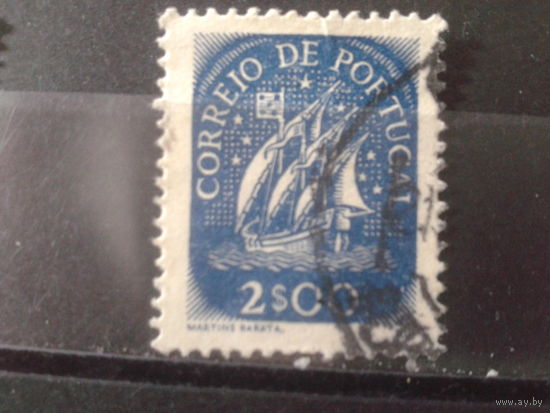 CORREIO DE PORTUGAL
2$00
MARTINS BARATA.
www.ay.by